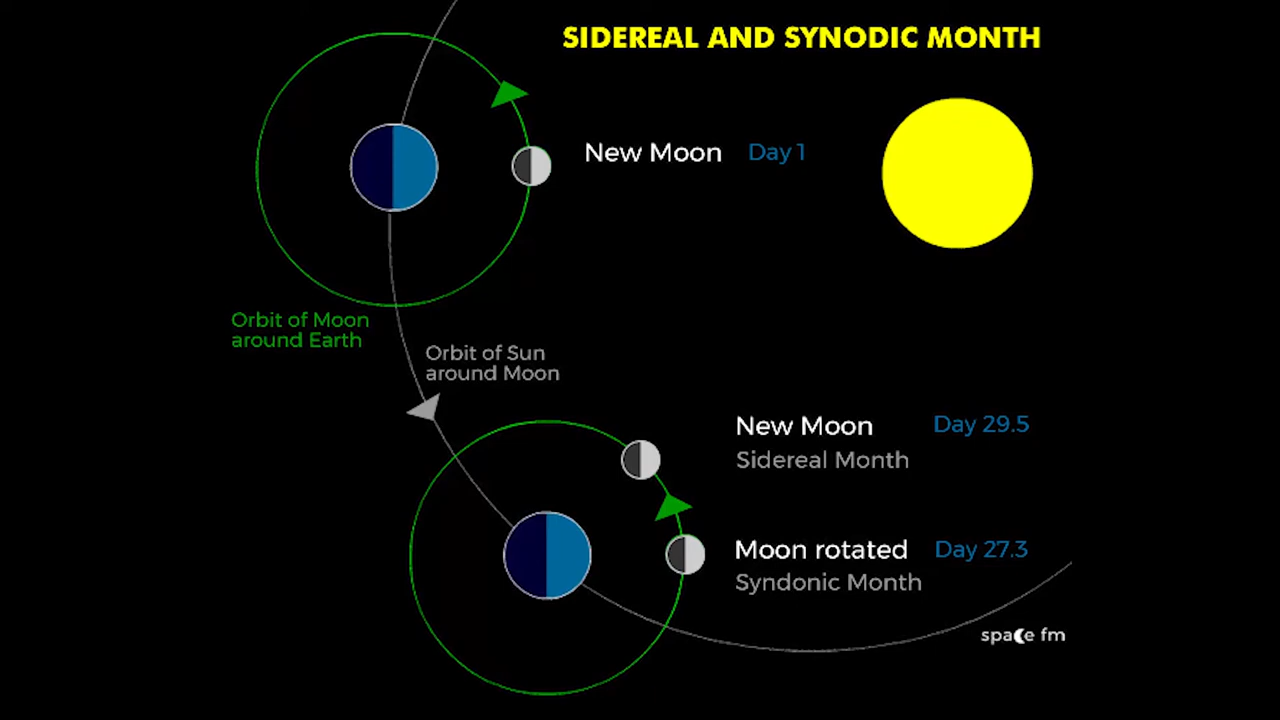 SIDEREAL AND SYNODIC MONTH
New Moon Day 1
Orbit of Moon
around Earth
Orbit of Sun
around Moon
New Moon Day 29.5
Sidereal Month
Moon rotated Day 27.3
Syndonic Month
space fm